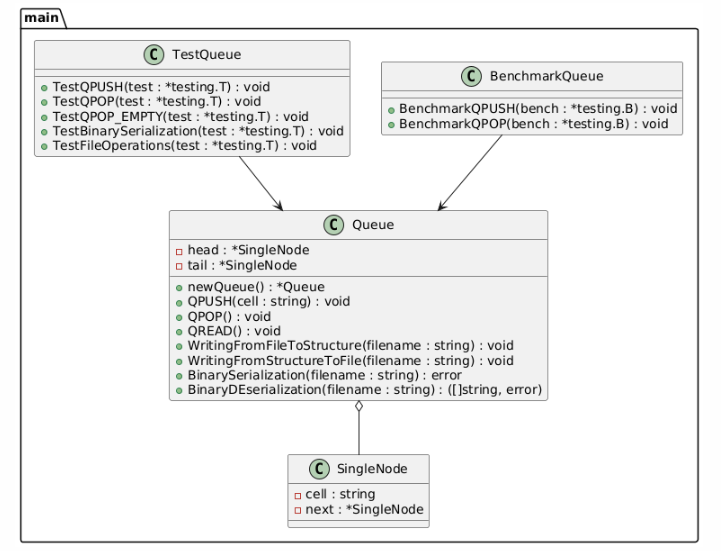 main
C TestQueue
TestQPUSH(test : *testing.T) : void
TestQPOP(test : *testing.T) : void
TestQPOP_EMPTY(test : *testing.T) : void
TestBinarySerialization(test : *testing.T) : void
TestFileOperations(test : *testing.T) : void
C BenchmarkQueue
BenchmarkQPUSH(bench : *testing.B) : void
BenchmarkQPOP(bench : *testing.B) : void
C Queue
head : *SingleNode
tail : *SingleNode
newQueue() : *Queue
QPUSH(cell : string) : void
QPOP() : void
QREAD() : void
WritingFromFileToStructure(filename : string) : void
WritingFromStructureToFile(filename : string) : void
BinarySerialization(filename : string) : error
BinaryDEserialization(filename : string) : ([]string, error)
C SingleNode
cell : string
next : *SingleNode